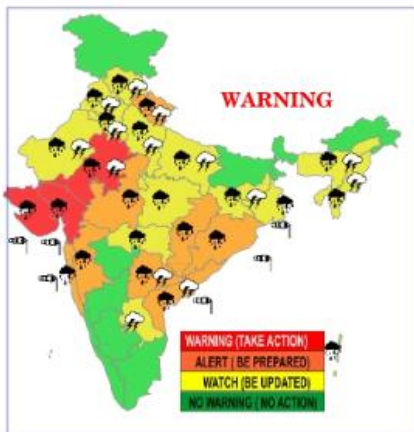 WARNING
WARNING (TAKE ACTION)
ALERT ( BE PREPARED)
WATCH (BE UPDATED)
NO WARNING ( NO ACTION)